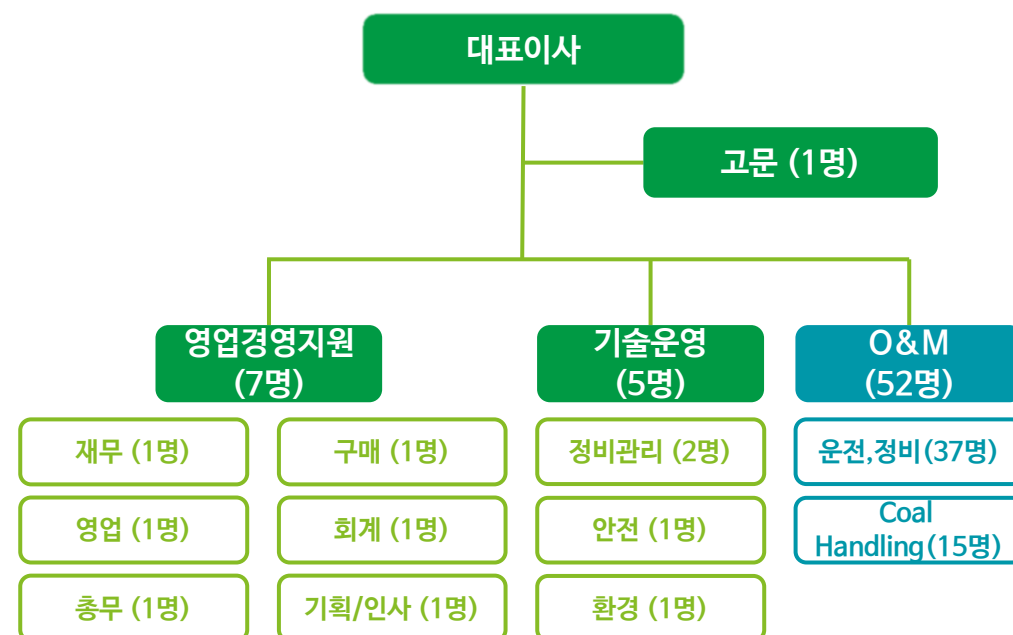 대표이사
고문 (1명)
영업경영지원
(7명)
기술운영
(5명)
O&M
(52명)
재무 (1명)
구매 (1명)
정비관리 (2명)
운전,정비(37명)
영업 (1명)
회계 (1명)
안전 (1명)
Coal
Handling(15명)
총무 (1명)
기획/인사 (1명)
환경 (1명)